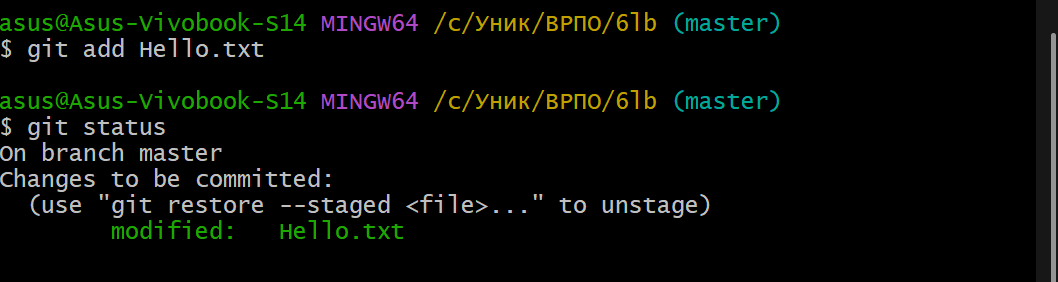 asus@Asus-Vivobook-S14 MINGW64 /c/Уник/ВРПО/6lb (master)
$ git add Hello.txt
asus@Asus-Vivobook-S14 MINGW64 /c/Уник/ВРПО/6lb (master)
$ git status
On branch master
Changes to be committed:
  (use "git restore --staged <file>..." to unstage)
        modified:   Hello.txt